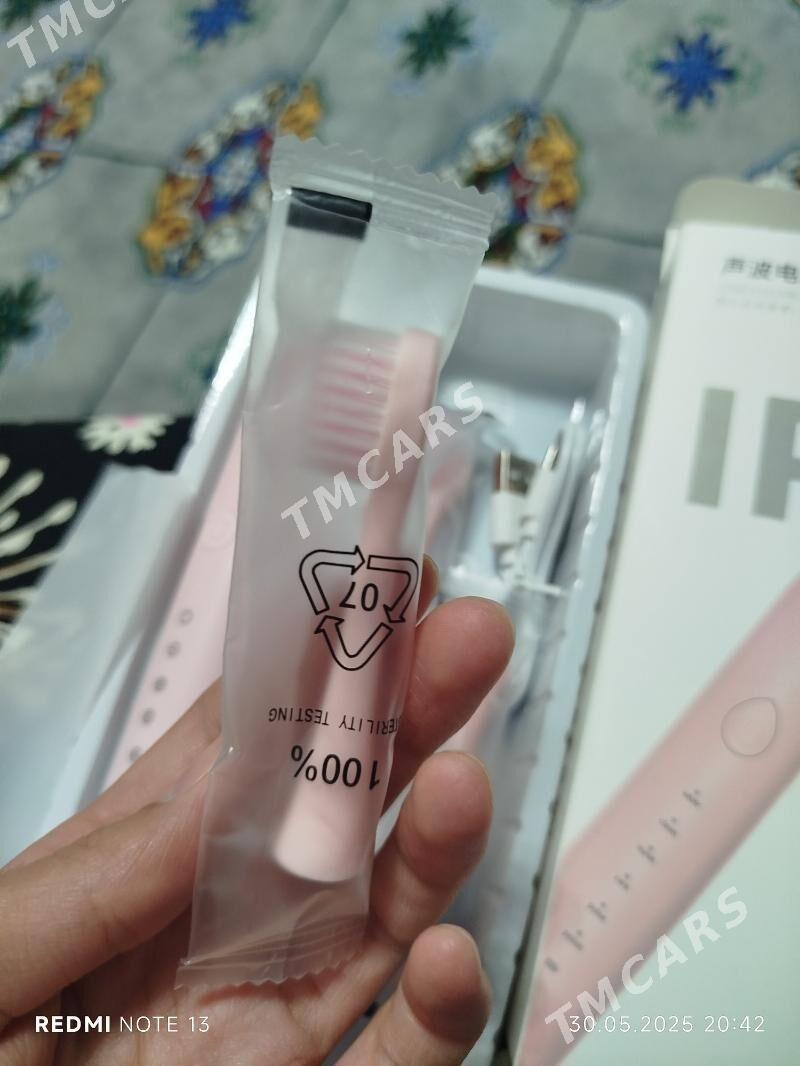 TMCARS
声波电
IP
TMCARS
07
STERILITY TESTING
100%
TMCARS
REDMI NOTE 13
30.05.2025 20:42